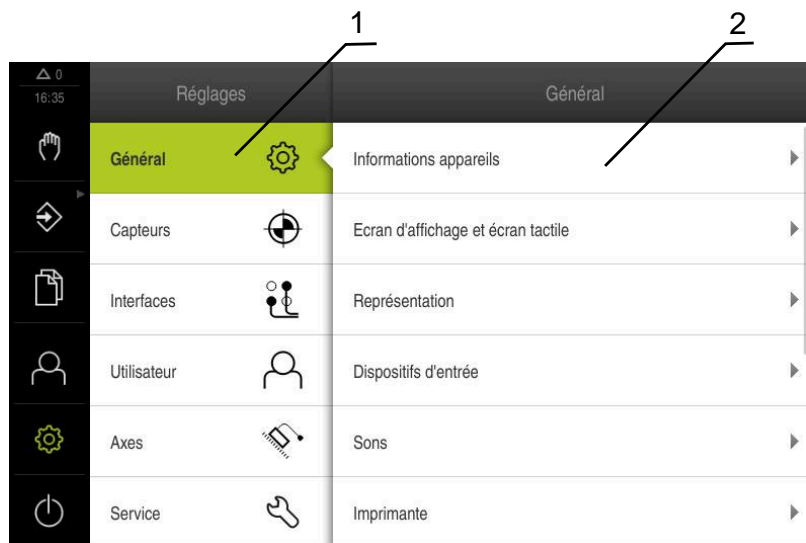 1
2
0
16:35
Réglages
Général
Général
Informations appareils
Capteurs
Ecran d'affichage et écran tactile
Interfaces
Représentation
Utilisateur
Dispositifs d'entrée
Axes
Sons
Service
Imprimante